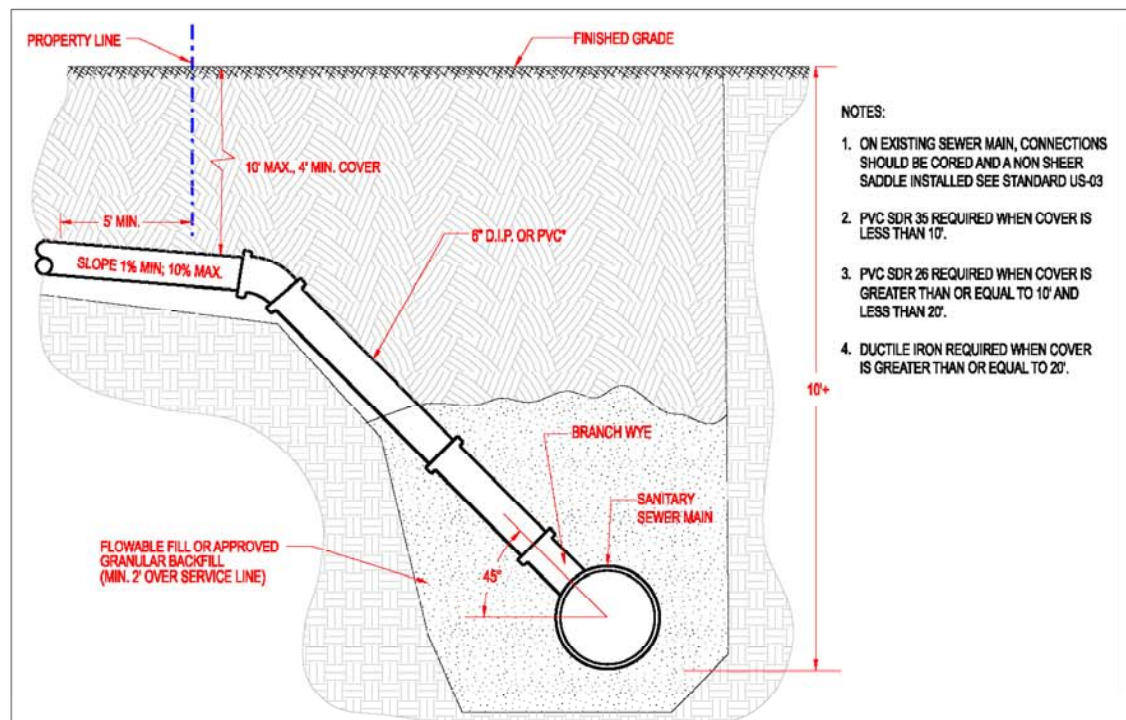 PROPERTY LINE
FINISHED GRADE
10' MAX., 4' MIN. COVER
5' MIN.
SLOPE 1% MIN; 10% MAX.
6" D.I.P. OR PVC*
BRANCH WYE
SANITARY
SEWER MAIN
FLOWABLE FILL OR APPROVED
GRANULAR BACKFILL
(MIN. 2' OVER SERVICE LINE)
45°
10'+
NOTES:
1. ON EXISTING SEWER MAIN, CONNECTIONS
SHOULD BE CORED AND A NON SHEER
SADDLE INSTALLED SEE STANDARD US-03
2. PVC SDR 35 REQUIRED WHEN COVER IS
LESS THAN 10'.
3. PVC SDR 26 REQUIRED WHEN COVER IS
GREATER THAN OR EQUAL TO 10' AND
LESS THAN 20'.
4. DUCTILE IRON REQUIRED WHEN COVER
IS GREATER THAN OR EQUAL TO 20'.